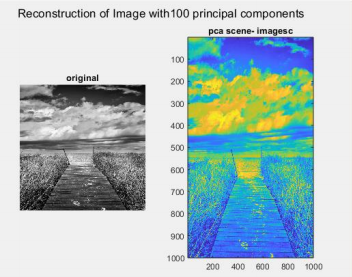 Reconstruction of Image with100 principal components
original
pca scene- imagesc
100
200
300
400
500
600
700
800
900
1000
200 400 600 800 1000